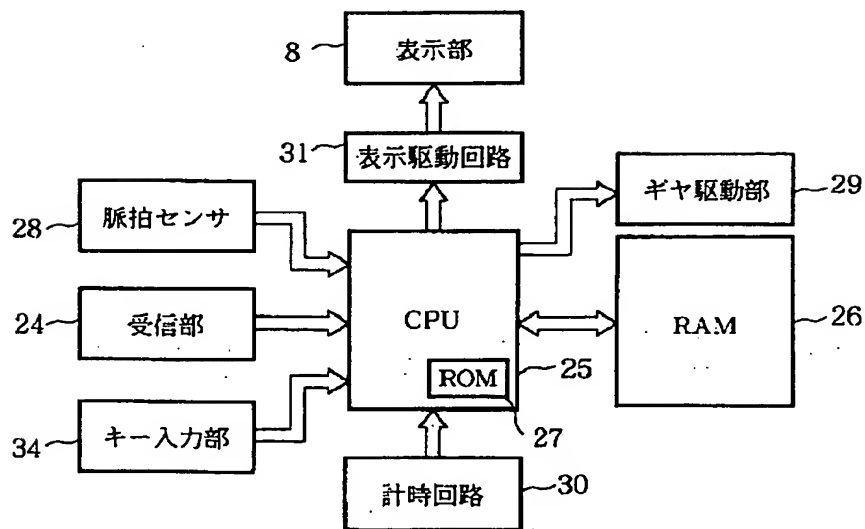 8
表示部
31
表示駆動回路
28
脈拍センサ
ギヤ駆動部
29
24
受信部
CPU
RAM
26
ROM
25
27
34
キー入力部
計時回路
30